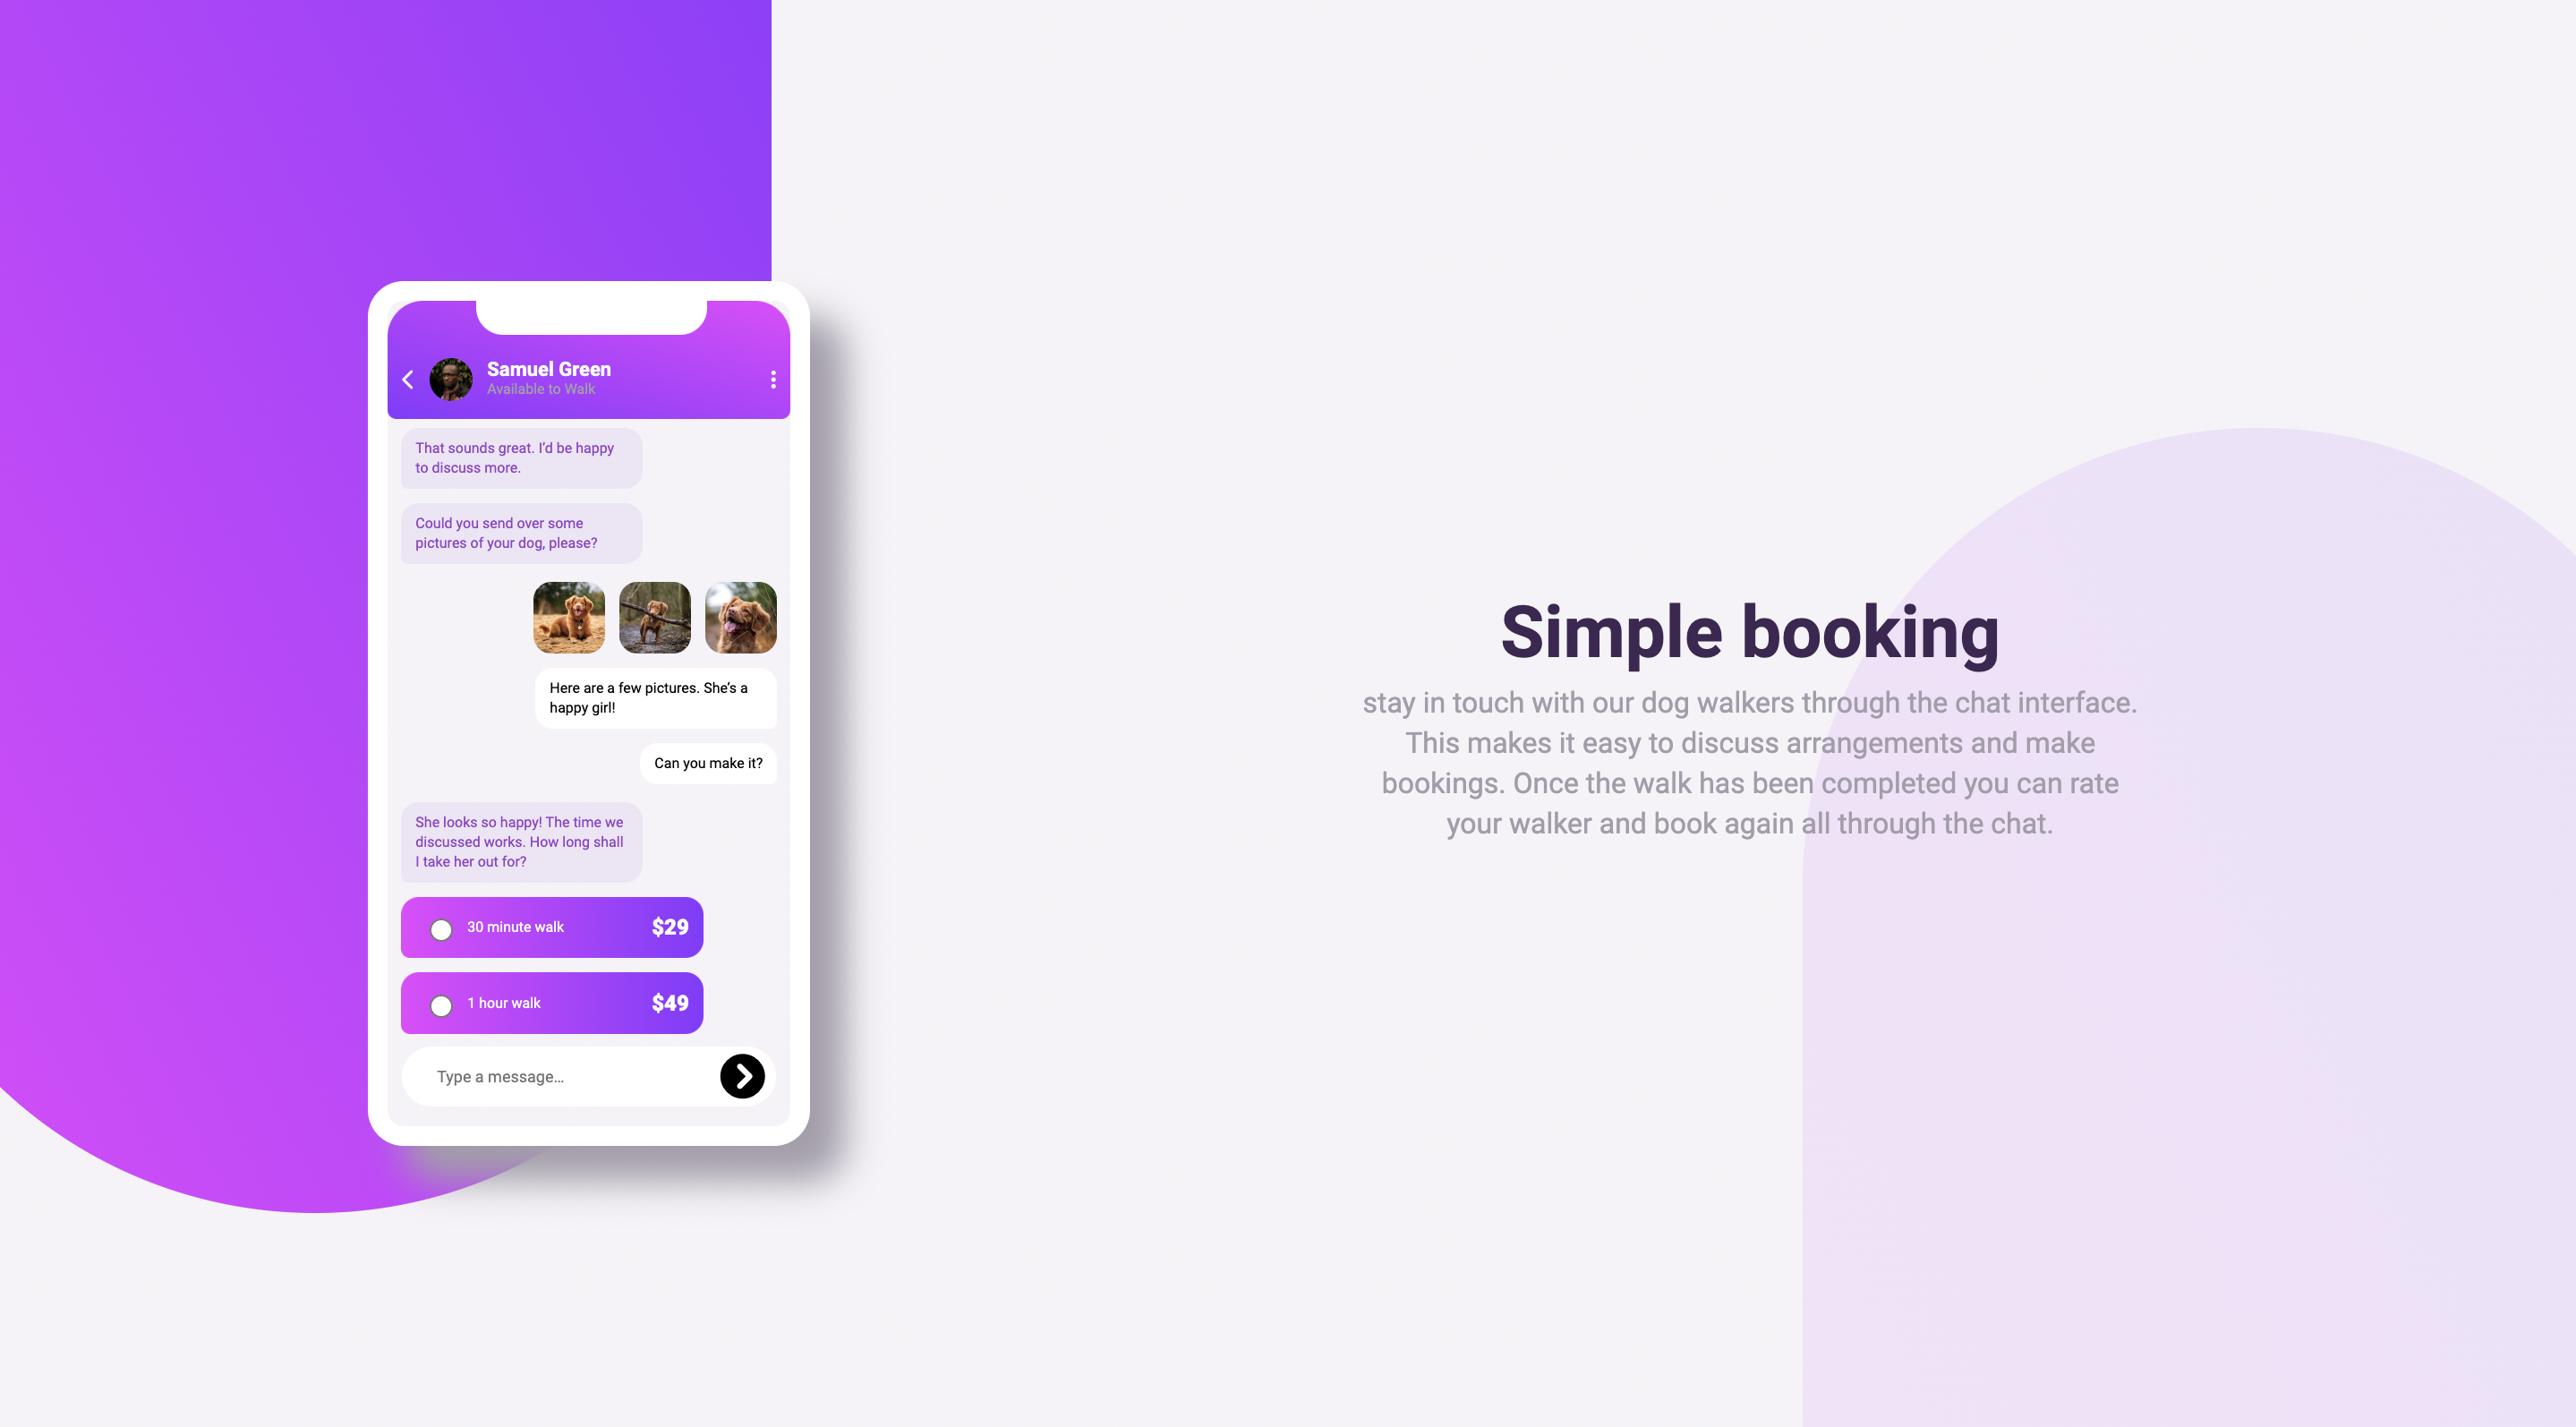 Samuel Green
Available to Walk
That sounds great. I’d be happy
to discuss more.
Could you send over some
pictures of your dog, please?
Here are a few pictures. She’s a
happy girl!
Can you make it?
She looks so happy! The time we
discussed works. How long shall
I take her out for?
30 minute walk $29
1 hour walk $49
Type a message…
Simple booking
stay in touch with our dog walkers through the chat interface.
This makes it easy to discuss arrangements and make
bookings. Once the walk has been completed you can rate
your walker and book again all through the chat.